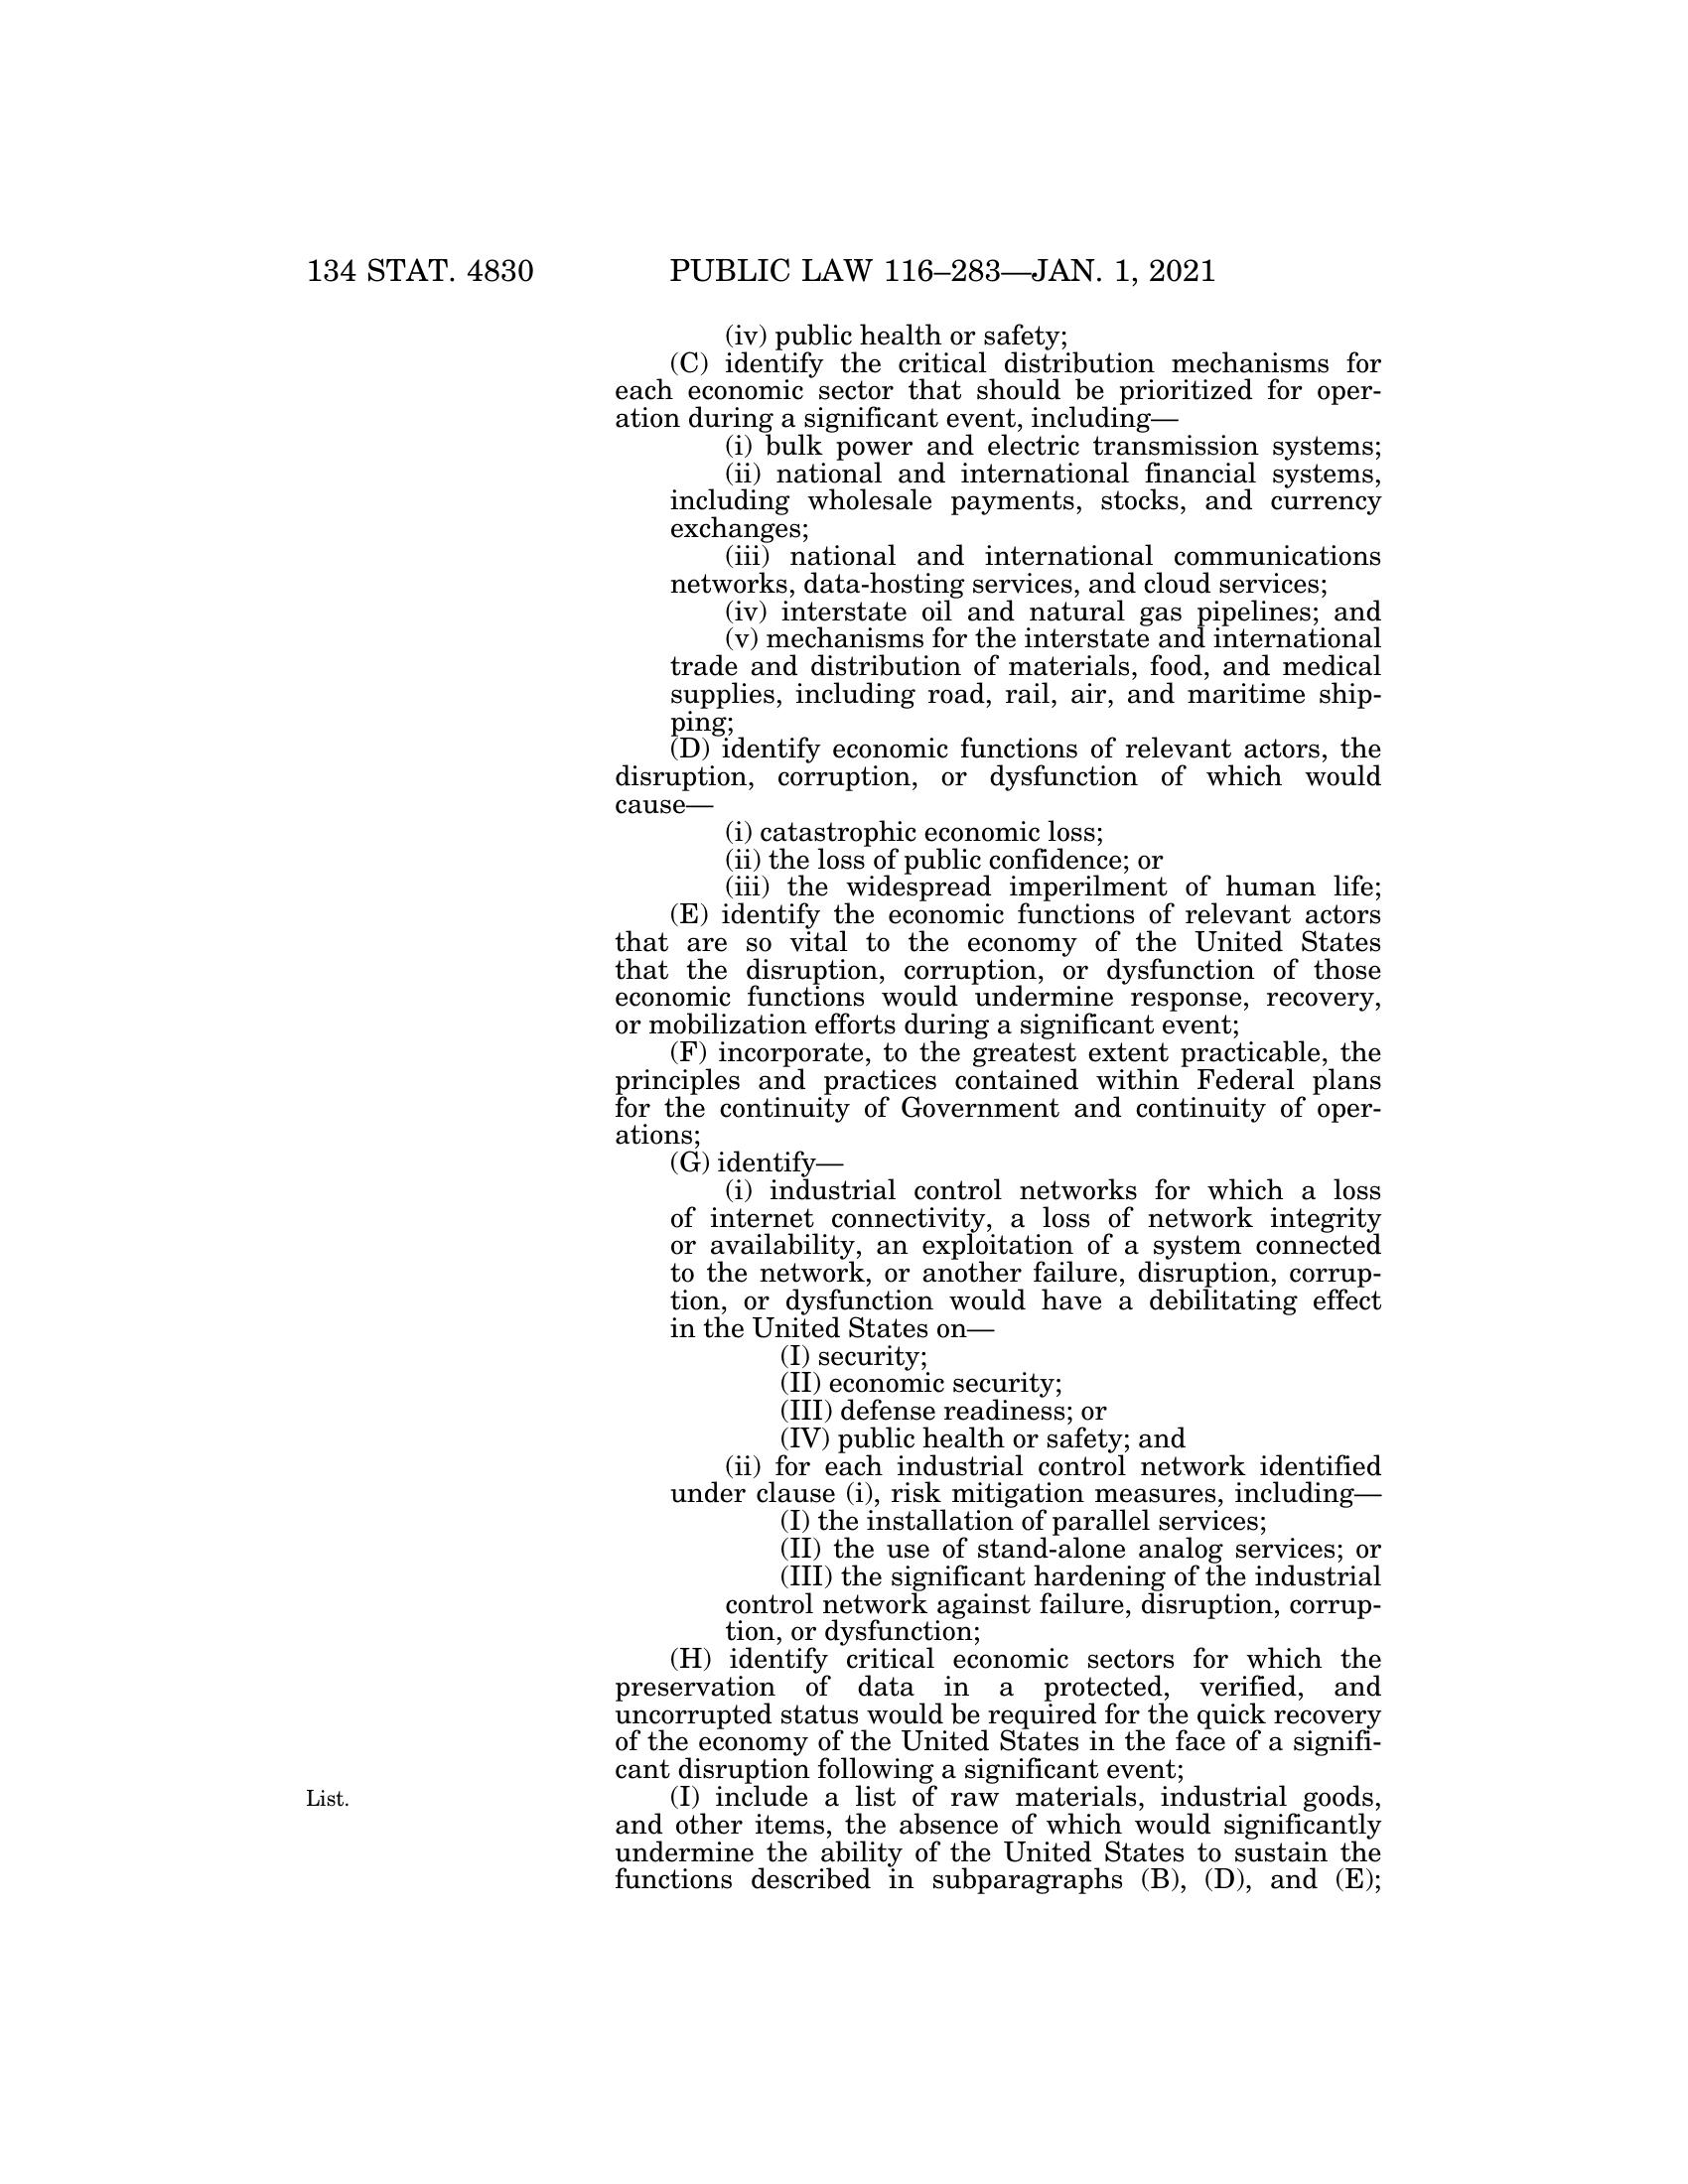 134 STAT. 4830
PUBLIC LAW 116–283—JAN. 1, 2021
(iv) public health or safety;
(C) identify the critical distribution mechanisms for
each economic sector that should be prioritized for oper-
ation during a significant event, including—
(i) bulk power and electric transmission systems;
(ii) national and international financial systems,
including wholesale payments, stocks, and currency
exchanges;
(iii) national and international communications
networks, data-hosting services, and cloud services;
(iv) interstate oil and natural gas pipelines; and
(v) mechanisms for the interstate and international
trade and distribution of materials, food, and medical
supplies, including road, rail, air, and maritime ship-
ping;
(D) identify economic functions of relevant actors, the
disruption, corruption, or dysfunction of which would
cause—
(i) catastrophic economic loss;
(ii) the loss of public confidence; or
(iii) the widespread imperilment of human life;
(E) identify the economic functions of relevant actors
that are so vital to the economy of the United States
that the disruption, corruption, or dysfunction of those
economic functions would undermine response, recovery,
or mobilization efforts during a significant event;
(F) incorporate, to the greatest extent practicable, the
principles and practices contained within Federal plans
for the continuity of Government and continuity of oper-
ations;
(G) identify—
(i) industrial control networks for which a loss
of internet connectivity, a loss of network integrity
or availability, an exploitation of a system connected
to the network, or another failure, disruption, corrup-
tion, or dysfunction would have a debilitating effect
in the United States on—
(I) security;
(II) economic security;
(III) defense readiness; or
(IV) public health or safety; and
(ii) for each industrial control network identified
under clause (i), risk mitigation measures, including—
(I) the installation of parallel services;
(II) the use of stand-alone analog services; or
(III) the significant hardening of the industrial
control network against failure, disruption, corrup-
tion, or dysfunction;
(H) identify critical economic sectors for which the
preservation of data in a protected, verified, and
uncorrupted status would be required for the quick recovery
of the economy of the United States in the face of a signifi-
cant disruption following a significant event;
List.
(I) include a list of raw materials, industrial goods,
and other items, the absence of which would significantly
undermine the ability of the United States to sustain the
functions described in subparagraphs (B), (D), and (E);